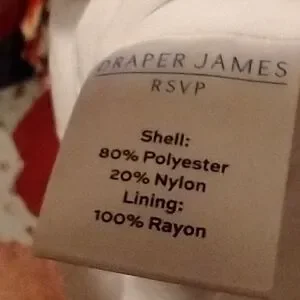 DRAPER JAMES
RSVP
Shell:
80% Polyester
20% Nylon
Lining:
100% Rayon